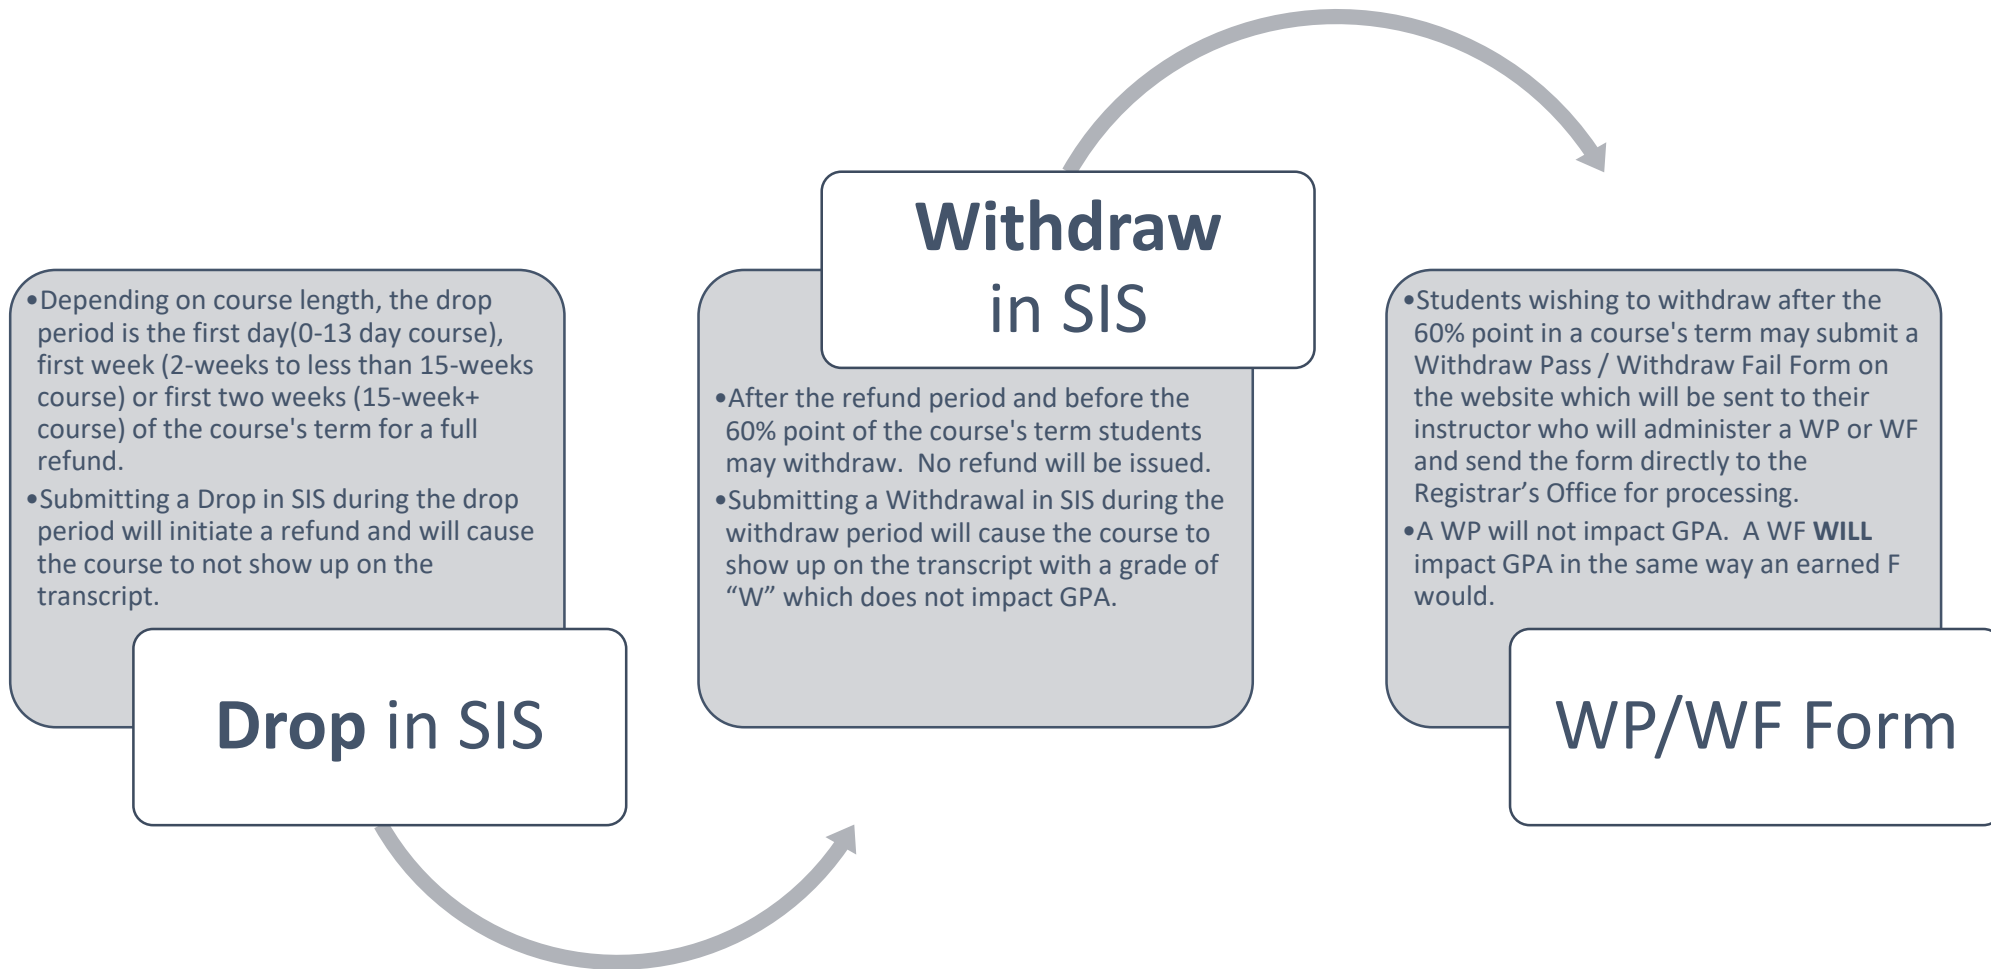 •Depending on course length, the drop
period is the first day(0-13 day course),
first week (2-weeks to less than 15-weeks
course) or first two weeks (15-week+
course) of the course's term for a full
refund.
•Submitting a Drop in SIS during the drop
period will initiate a refund and will cause
the course to not show up on the
transcript.
Drop in SIS
Withdraw
in SIS
•After the refund period and before the
60% point of the course's term students
may withdraw.  No refund will be issued.
•Submitting a Withdrawal in SIS during the
withdraw period will cause the course to
show up on the transcript with a grade of
“W” which does not impact GPA.
•Students wishing to withdraw after the
60% point in a course's term may submit a
Withdraw Pass / Withdraw Fail Form on
the website which will be sent to their
instructor who will administer a WP or WF
and send the form directly to the
Registrar’s Office for processing.
•A WP will not impact GPA.  A WF WILL
impact GPA in the same way an earned F
would.
WP/WF Form